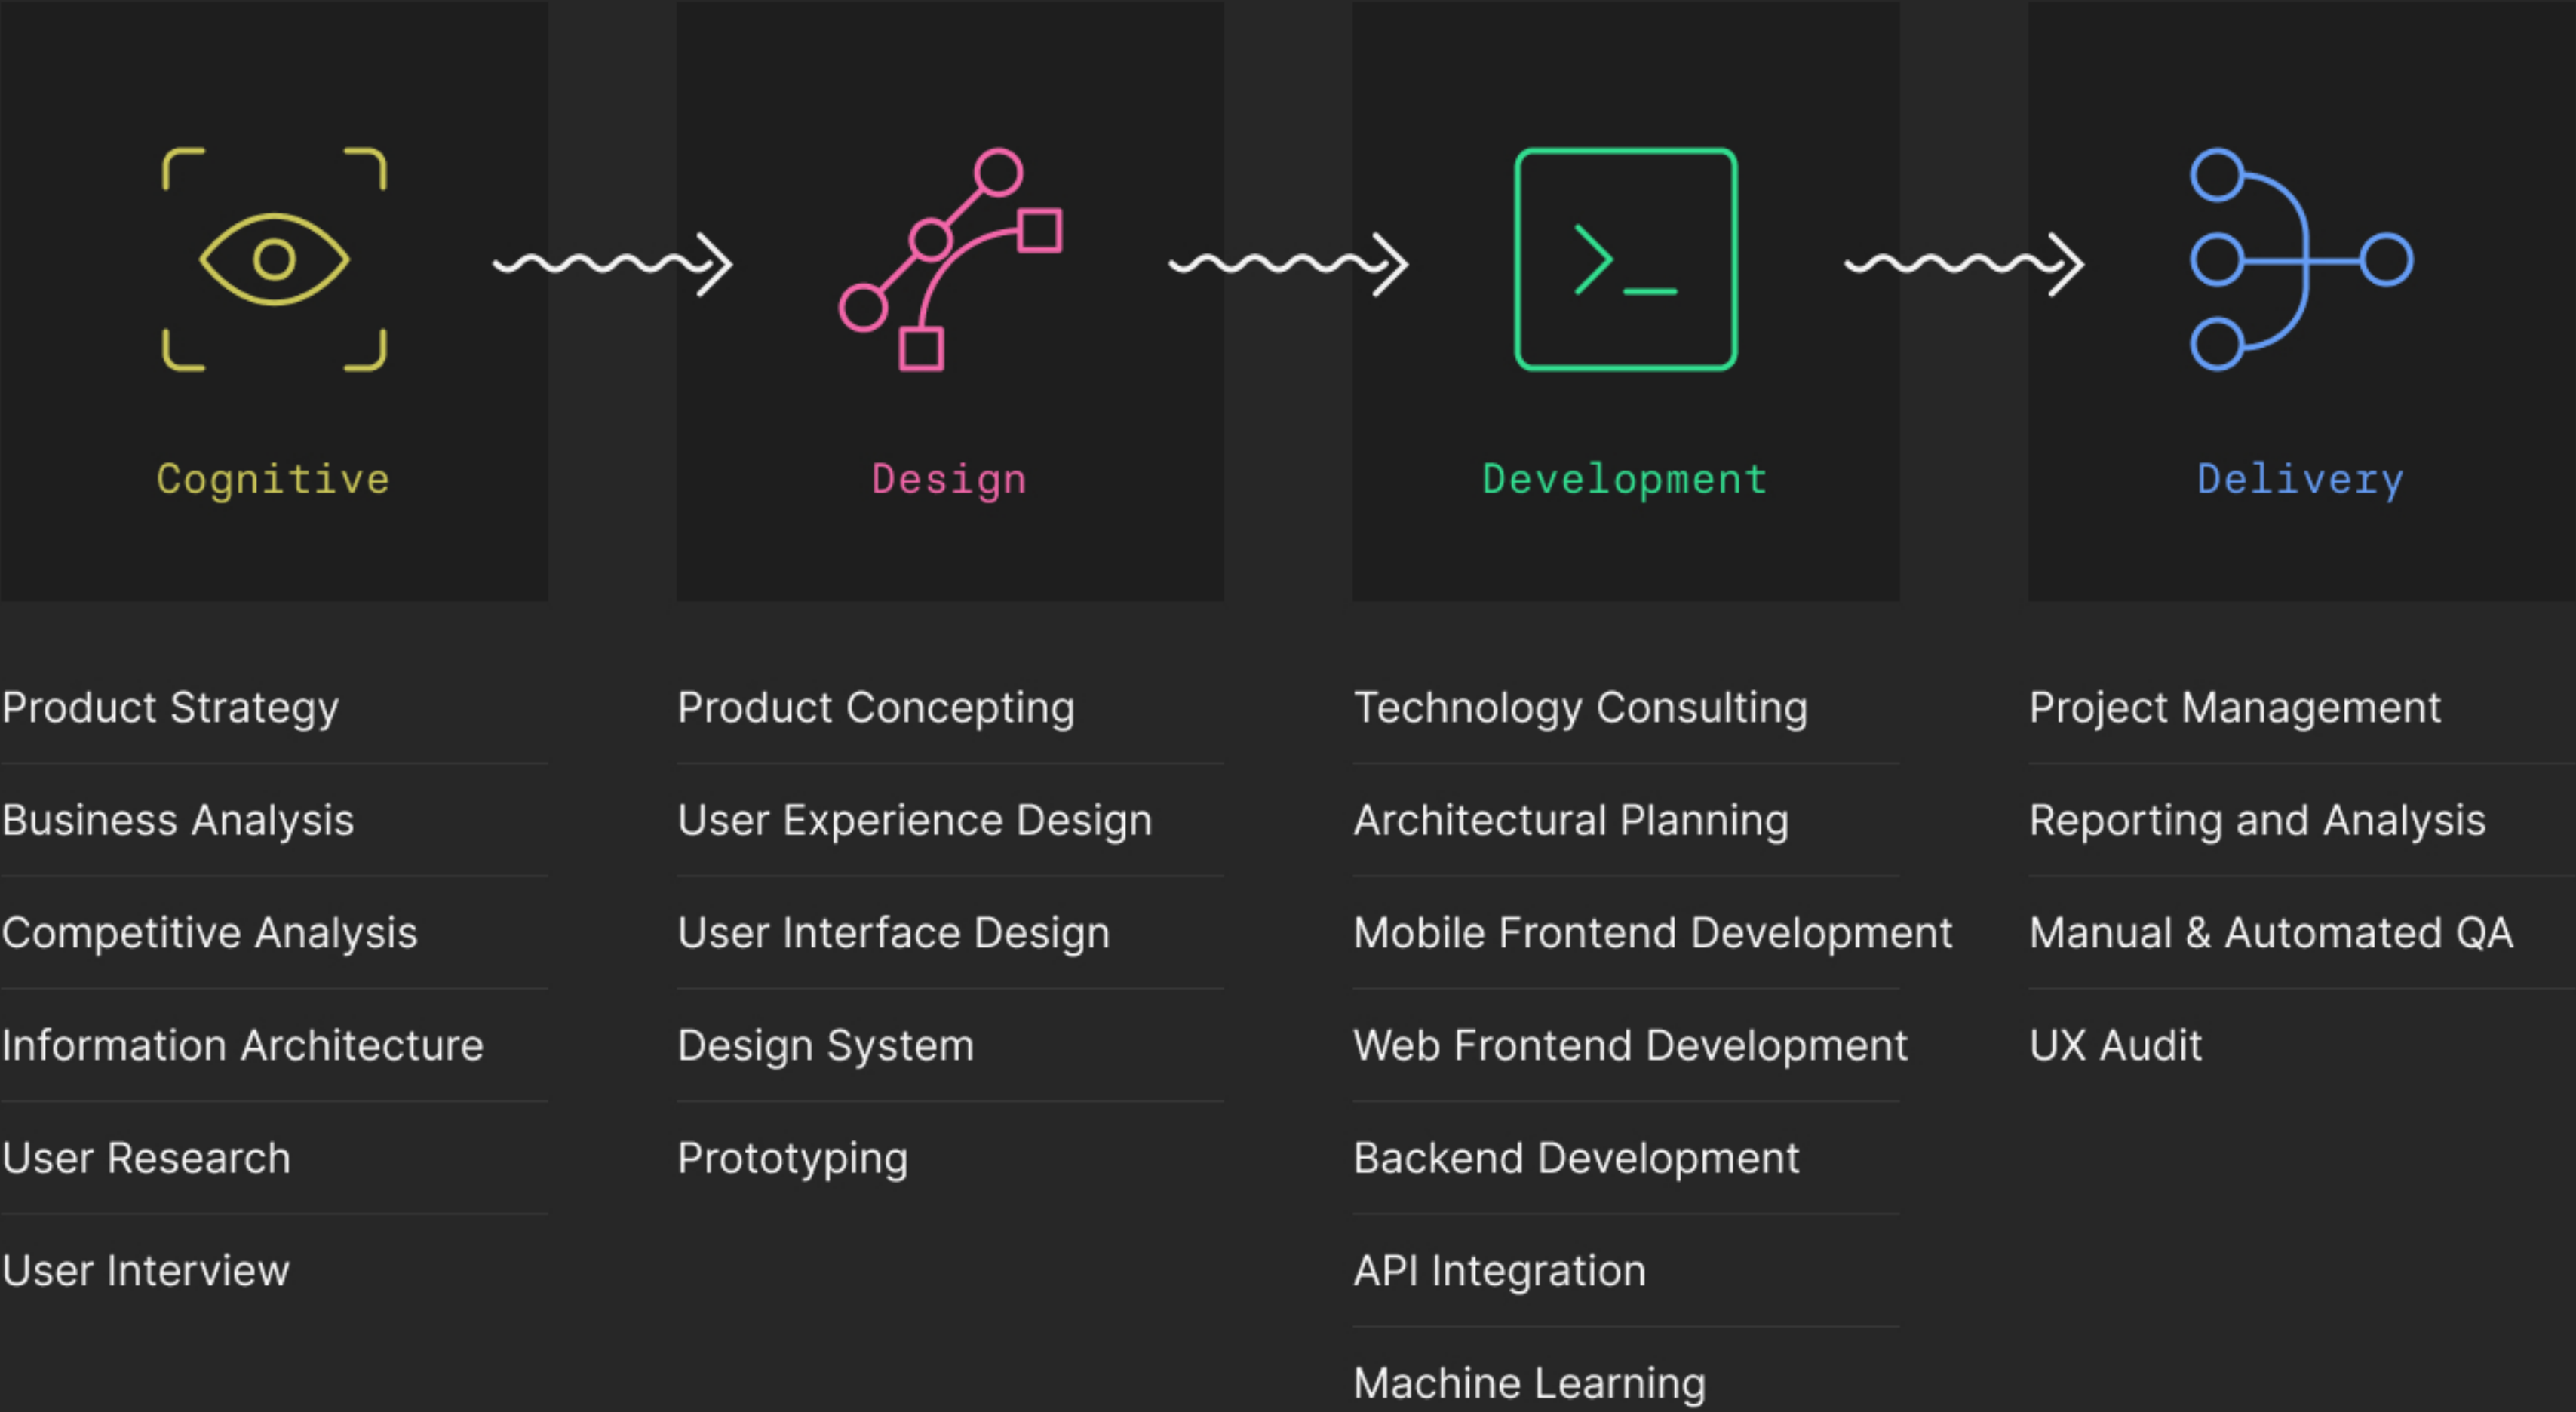 Cognitive
Design
Development
Delivery
Product Strategy
Business Analysis
Competitive Analysis
Information Architecture
User Research
User Interview
Product Concepting
User Experience Design
User Interface Design
Design System
Prototyping
Technology Consulting
Architectural Planning
Mobile Frontend Development
Web Frontend Development
Backend Development
API Integration
Machine Learning
Project Management
Reporting and Analysis
Manual & Automated QA
UX Audit